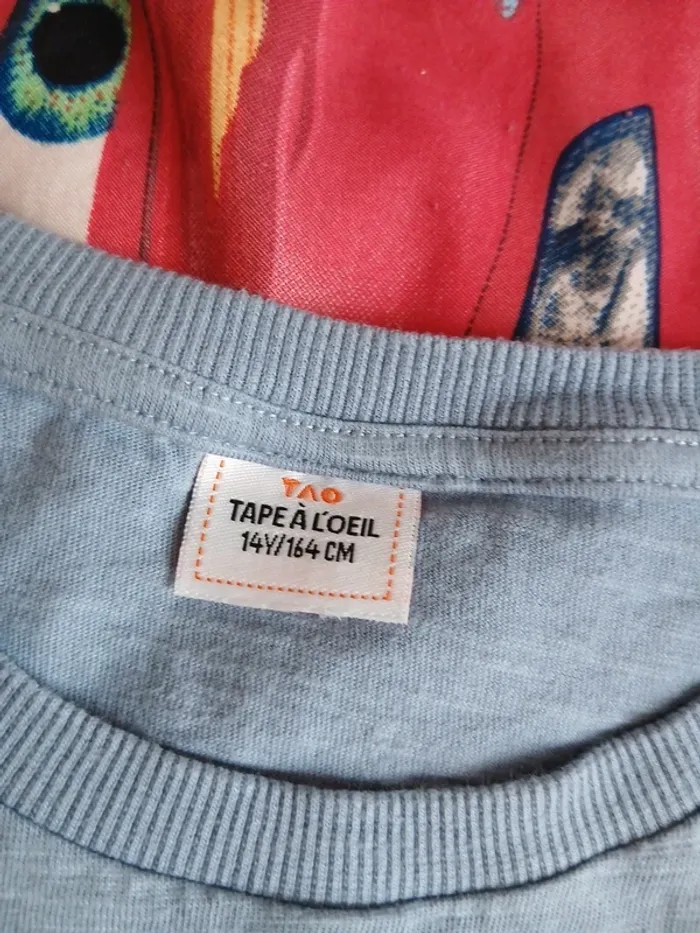 TAO
TAPE À L'OEIL
14Y/164 CM